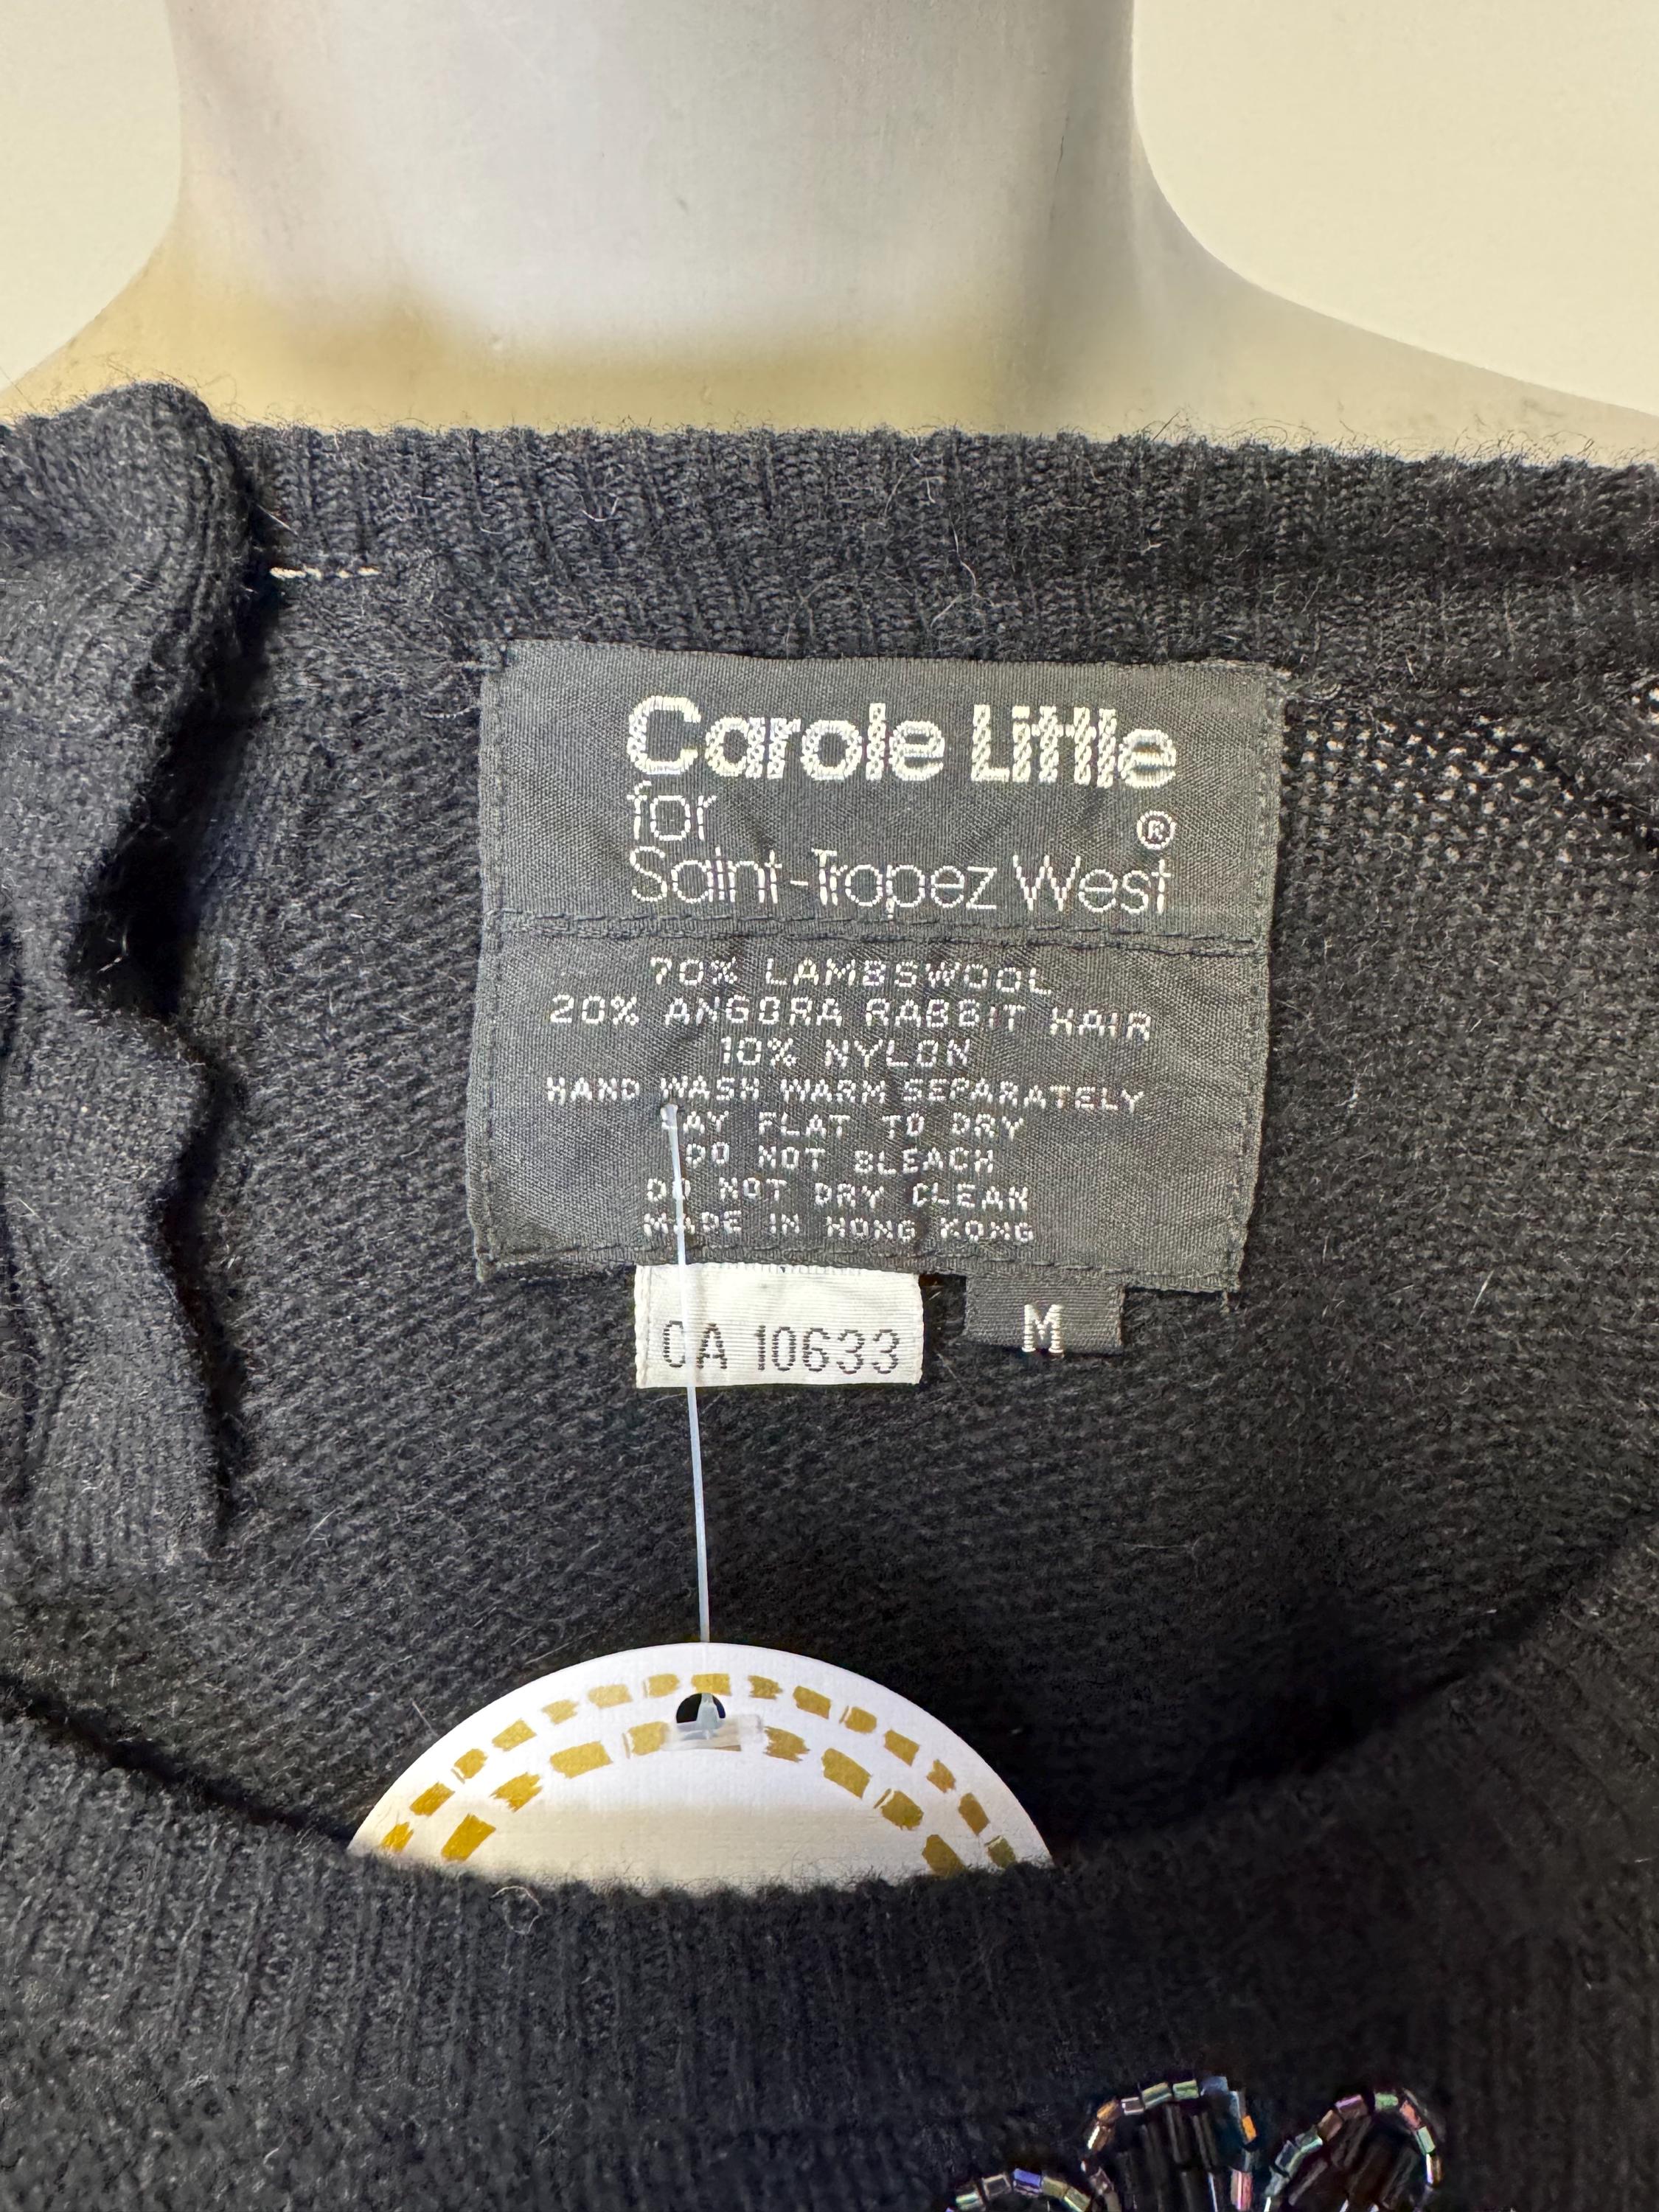 Carole Little
for ®
Saint-Tropez West
70% LAMBSWOOL
20% ANGORA RABBIT HAIR
10% NYLON
HAND WASH WARM SEPARATELY
LAY FLAT TO DRY
DO NOT BLEACH
DO NOT DRY CLEAN
MADE IN HONG KONG
CA 10633
M